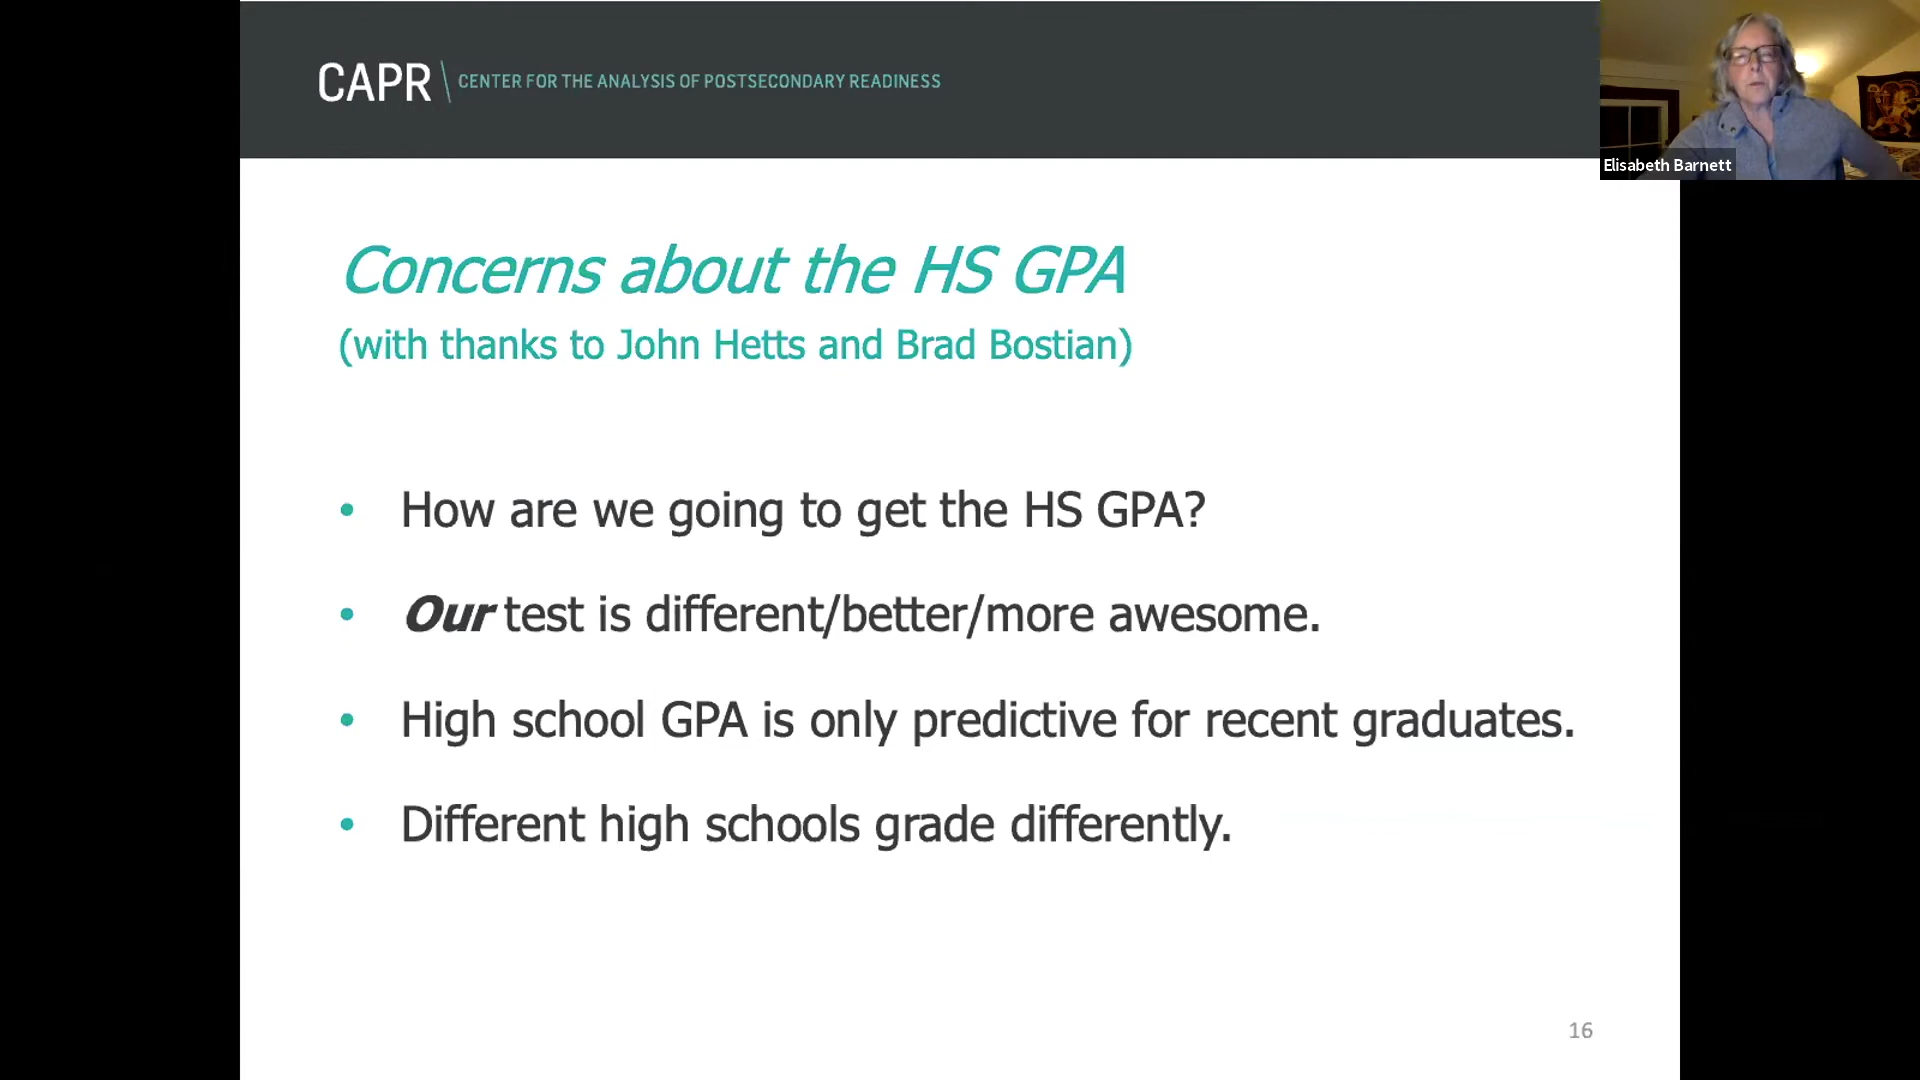 CAPR CENTER FOR THE ANALYSIS OF POSTSECONDARY READINESS
Elisabeth Barnett
Concerns about the HS GPA
(with thanks to John Hetts and Brad Bostian)
• How are we going to get the HS GPA?
• Our test is different/better/more awesome.
• High school GPA is only predictive for recent graduates.
• Different high schools grade differently.
16